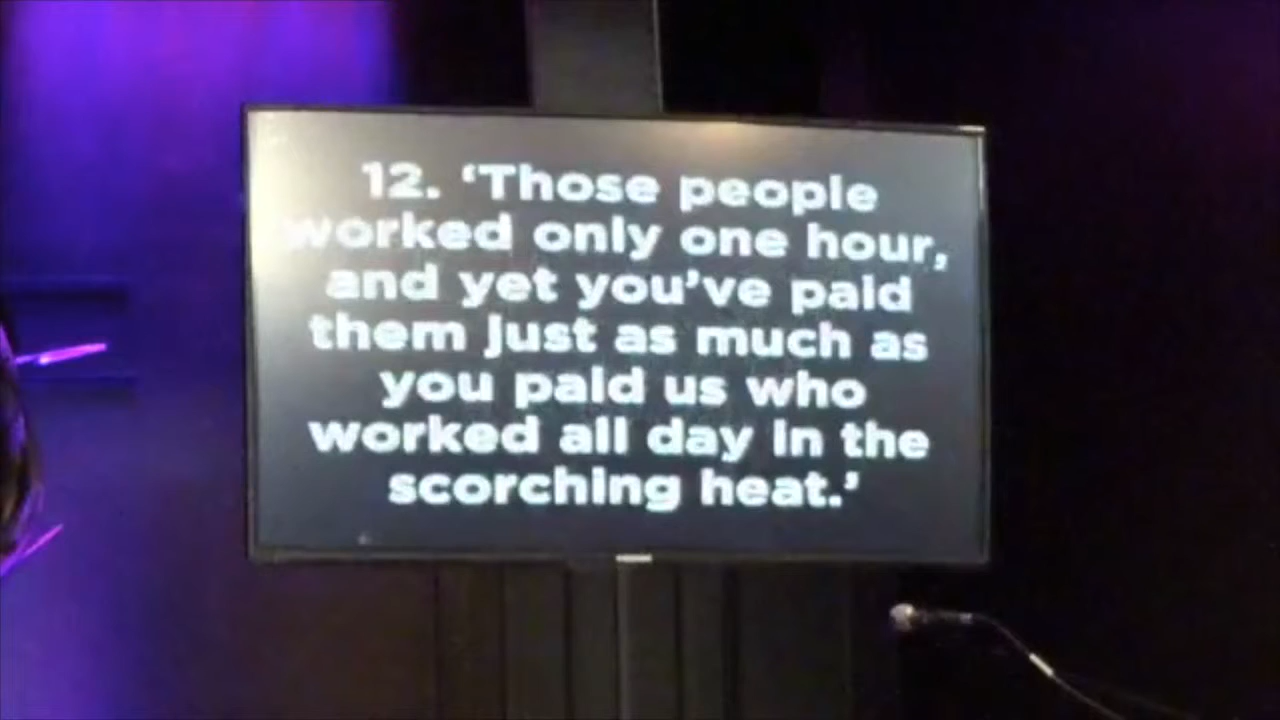 12. ‘Those people
worked only one hour,
and yet you’ve paid
them just as much as
you paid us who
worked all day in the
scorching heat.’